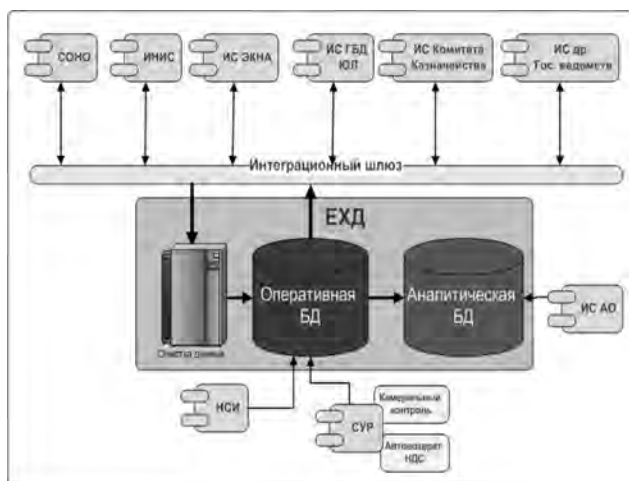 СОНО
ИНИС
ИС ЭКНА
ИС ГБД
ЮЛ
ИС Комитета
Казначейства
ИС др
Гос. ведомств
Интеграционный шлюз
ЕХД
Оперативная
БД
Аналитическая
БД
ИС АО
Очистка данных
НСИ
СУР
Камеральный
контроль
Автовозврат
НДС